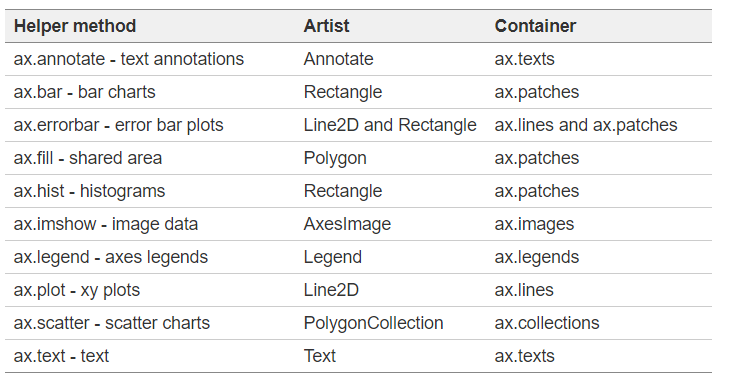 Helper method Artist Container
ax.annotate - text annotations Annotate ax.texts
ax.bar - bar charts Rectangle ax.patches
ax.errorbar - error bar plots Line2D and Rectangle ax.lines and ax.patches
ax.fill - shared area Polygon ax.patches
ax.hist - histograms Rectangle ax.patches
ax.imshow - image data AxesImage ax.images
ax.legend - axes legends Legend ax.legends
ax.plot - xy plots Line2D ax.lines
ax.scatter - scatter charts PolygonCollection ax.collections
ax.text - text Text ax.texts